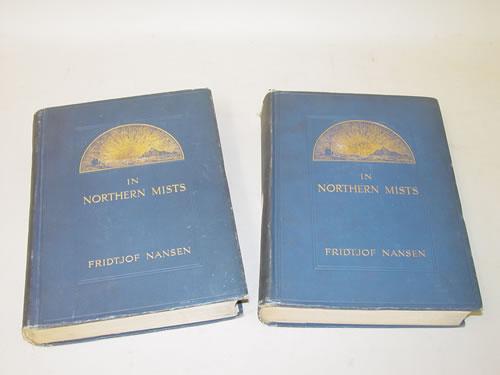 IN
NORTHERN MISTS
FRIDTJOF NANSEN
IN
NORTHERN MISTS
FRIDTJOF NANSEN